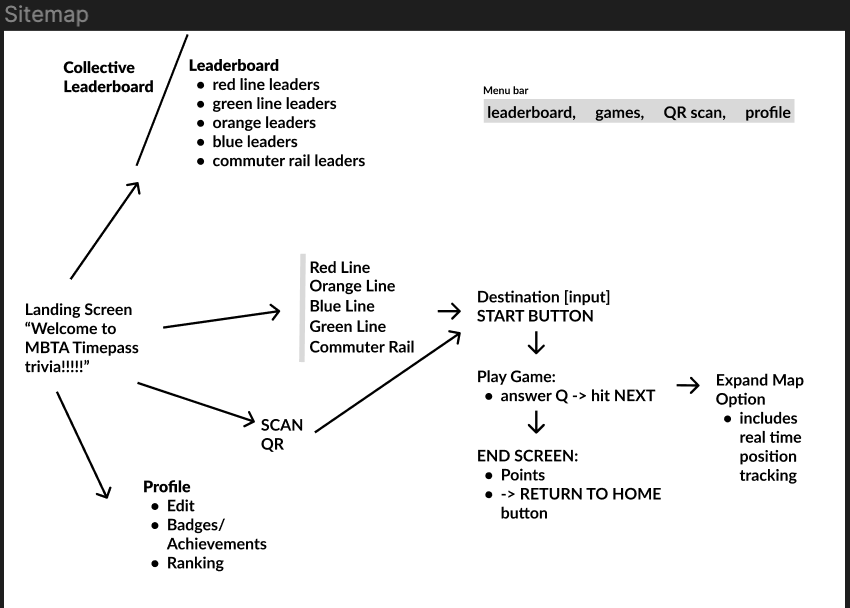 Sitemap
Collective
Leaderboard
Leaderboard
• red line leaders
• green line leaders
• orange leaders
• blue leaders
• commuter rail leaders
Menu bar
leaderboard, games, QR scan, profile
Landing Screen
“Welcome to
MBTA Timepass
trivia!!!!!”
Red Line
Orange Line
Blue Line
Green Line
Commuter Rail
SCAN
QR
Profile
• Edit
• Badges/
Achievements
• Ranking
Destination [input]
START BUTTON
Play Game:
• answer Q -> hit NEXT
END SCREEN:
• Points
• -> RETURN TO HOME
button
Expand Map
Option
• includes
real time
position
tracking